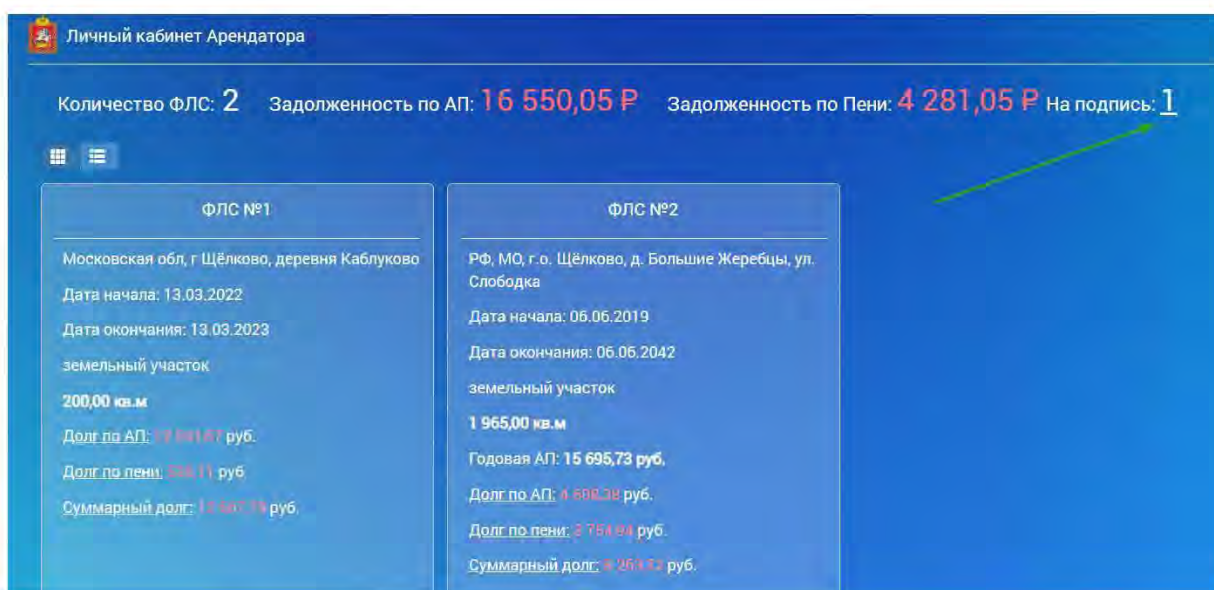 Личный кабинет Арендатора
Количество ФЛС: 2 Задолженность по АП: 16 550,05 ₽ Задолженность по Пени: 4 281,05 ₽ На подпись: 1
ФЛС №1
Московская обл, г Щёлково, деревня Каблуково
Дата начала: 13.03.2022
Дата окончания: 13.03.2023
земельный участок
200,00 кв.м
Долг по АП: руб.
Долг по пени: руб
Суммарный долг: руб.
ФЛС №2
РФ, МО, г.о. Щёлково, д. Большие Жеребцы, ул.
Слободка
Дата начала: 06.06.2019
Дата окончания: 06.06.2042
земельный участок
1 965,00 кв.м
Годовая АП: 15 695,73 руб.
Долг по АП: руб.
Долг по пени: руб.
Суммарный долг: руб.